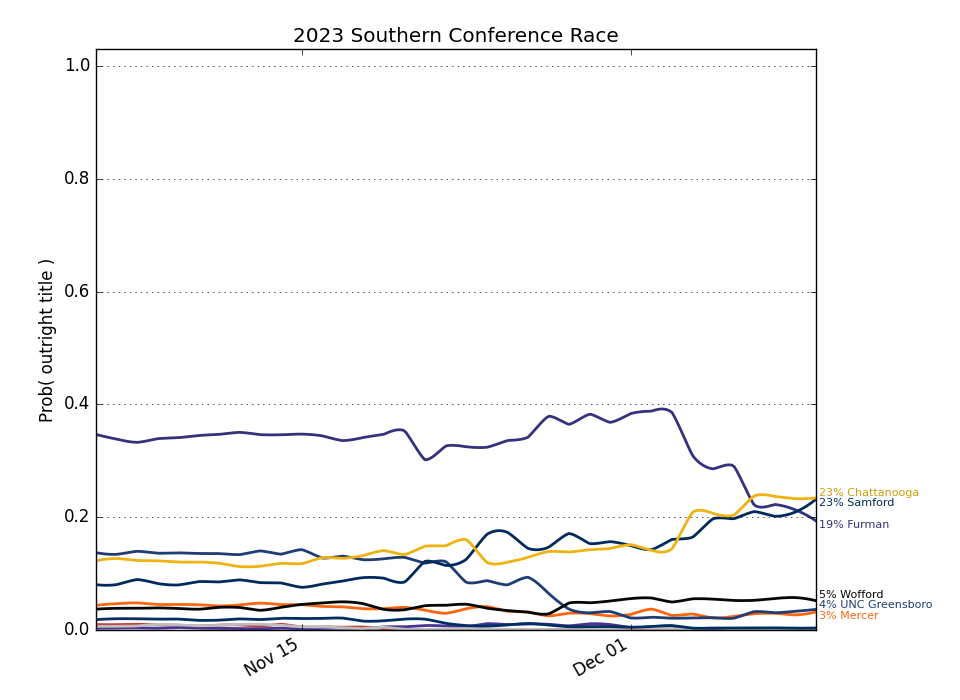 2023 Southern Conference Race
Prob( outright title )
1.0
0.8
0.6
0.4
0.2
0.0
Nov 15
Dec 01
23% Chattanooga
23% Samford
19% Furman
5% Wofford
4% UNC Greensboro
3% Mercer